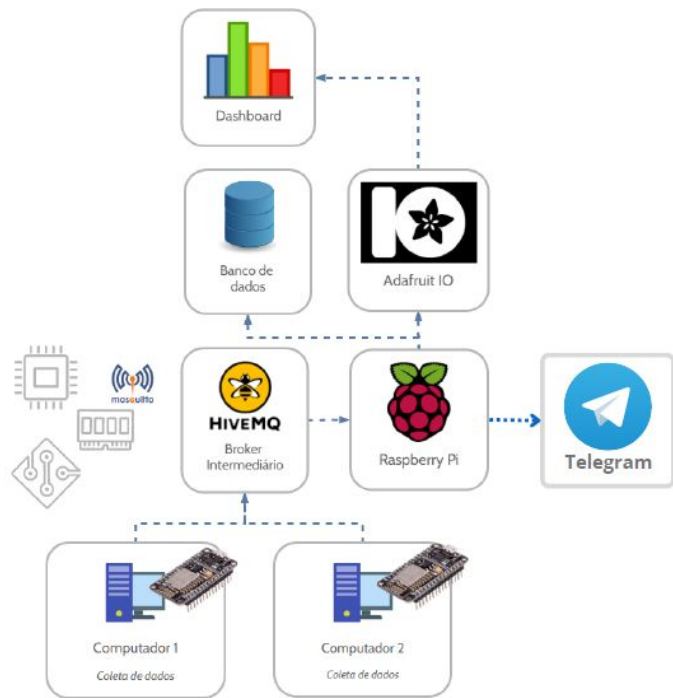 Dashboard
Banco de
dados
Adafruit IO
mosquitto
HIVEMQ
Broker
Intermediário
Raspberry Pi
Telegram
Computador 1
Coleta de dados
Computador 2
Coleta de dados